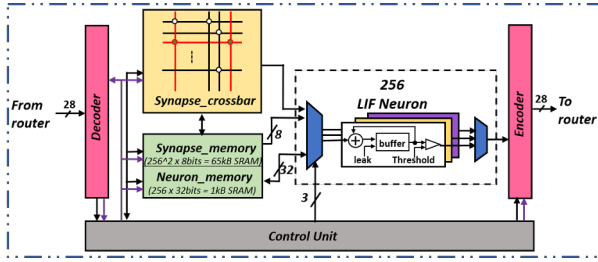 From
router
28
Decoder
Synapse_crossbar
Synapse_memory
(256^2 x 8bits = 65kB SRAM)
Neuron_memory
(256 x 32bits = 1kB SRAM)
8
32
3
256
LIF Neuron
+
buffer
leak
Threshold
Encoder
28
To
router
Control Unit